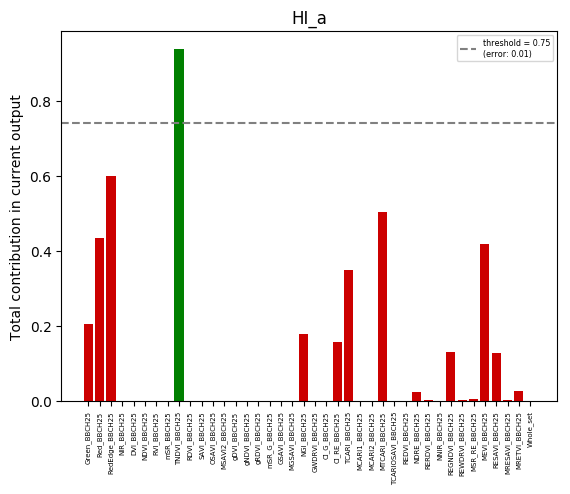 HI_a
threshold = 0.75
(error: 0.01)
Total contribution in current output
0.8
0.6
0.4
0.2
0.0
Green_BBCH25
Red_BBCH25
RedEdge_BBCH25
NIR_BBCH25
DVI_BBCH25
NDVI_BBCH25
RVI_BBCH25
mSR_BBCH25
TNDVI_BBCH25
RDVI_BBCH25
SAVI_BBCH25
OSAVI_BBCH25
MSAVI2_BBCH25
gDVI_BBCH25
gNDVI_BBCH25
gRDVI_BBCH25
mSR_G_BBCH25
GSAVI_BBCH25
MGSAVI_BBCH25
NGI_BBCH25
GWDRVI_BBCH25
CI_G_BBCH25
CI_RE_BBCH25
TCARI_BBCH25
MCARI1_BBCH25
MCARI2_BBCH25
MTCARI_BBCH25
TCARIOSAVI_BBCH25
REDVI_BBCH25
NDRE_BBCH25
RERDVI_BBCH25
NNIR_BBCH25
REGNDVI_BBCH25
REWDRVI_BBCH25
MSR_RE_BBCH25
MEVI_BBCH25
RESAVI_BBCH25
MRESAVI_BBCH25
MRETVI_BBCH25
Whole_set